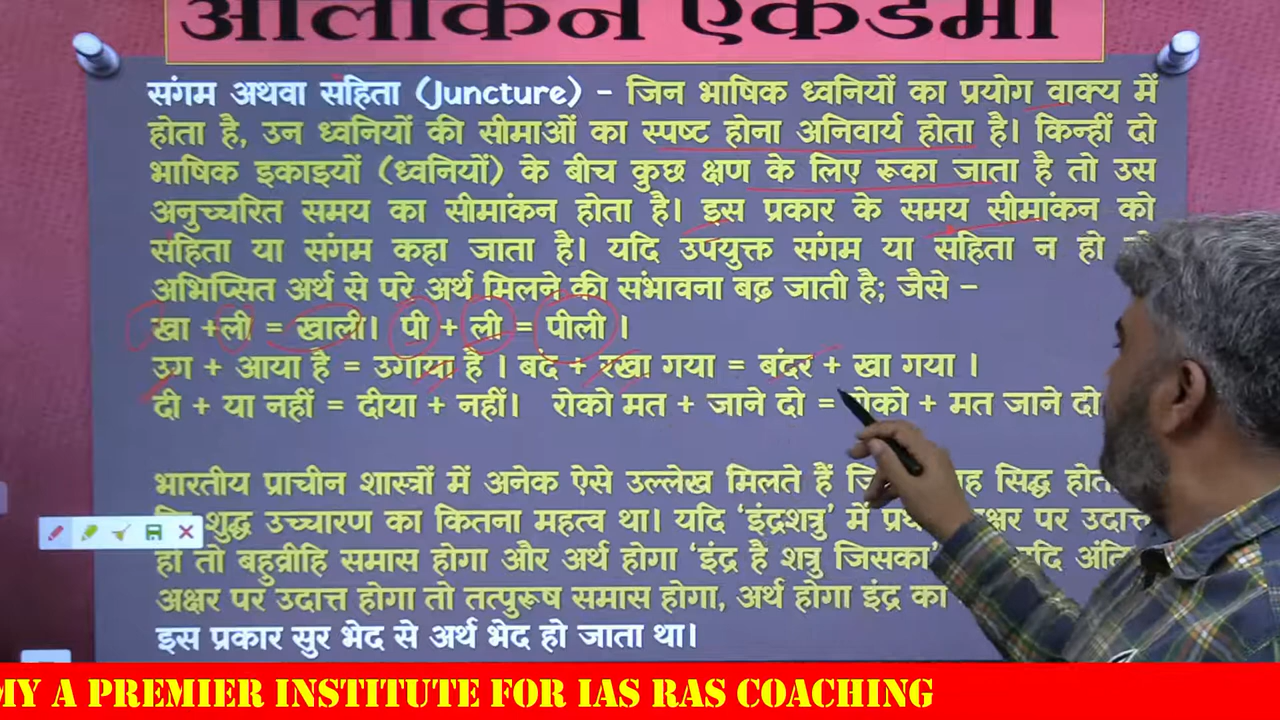 आलोकन एकेडमी
संगम अथवा संहिता (Juncture) – जिन भाषिक ध्वनियों का प्रयोग वाक्य में
होता है, उन ध्वनियों की सीमाओं का स्पष्ट होना अनिवार्य होता है। किन्हीं दो
भाषिक इकाइयों (ध्वनियों) के बीच कुछ क्षण के लिए रूका जाता है तो उस
अनुच्चरित समय का सीमांकन होता है। इस प्रकार के समय सीमांकन को
संहिता या संगम कहा जाता है। यदि उपयुक्त संगम या संहिता न हो
अभिप्सित अर्थ से परे अर्थ मिलने की संभावना बढ़ जाती है; जैसे –
खा +ली = खाली। पी + ली = पीली ।
उग + आया है = उगाया है । बंद + रखा गया = बंदर + खा गया ।
दी + या नहीं = दीया + नहीं। रोको मत + जाने दो = रोको + मत जाने दो
भारतीय प्राचीन शास्त्रों में अनेक ऐसे उल्लेख मिलते हैं सिद्ध
शुद्ध उच्चारण का कितना महत्व था। यदि ‘इंद्रशत्रु’ में पर उदात्त
हो तो बहुव्रीहि समास होगा और अर्थ होगा ‘इंद्र है शत्रु जिसका’
अक्षर पर उदात्त होगा तो तत्पुरूष समास होगा, अर्थ होगा इंद्र का
इस प्रकार सुर भेद से अर्थ भेद हो जाता था।
MY A PREMIER INSTITUTE FOR IAS RAS COACHING